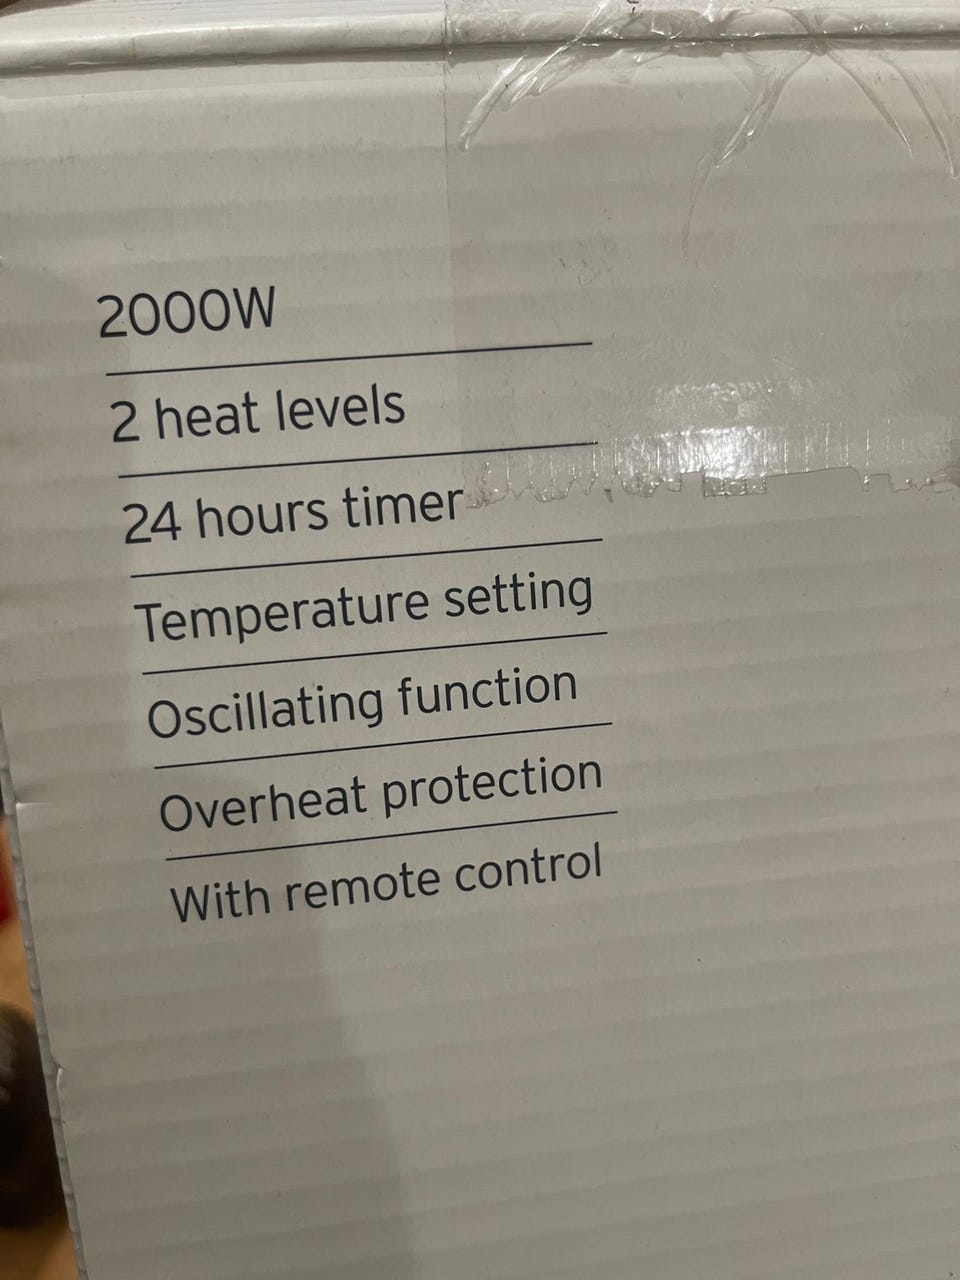 2000W
2 heat levels
24 hours timer
Temperature setting
Oscillating function
Overheat protection
With remote control